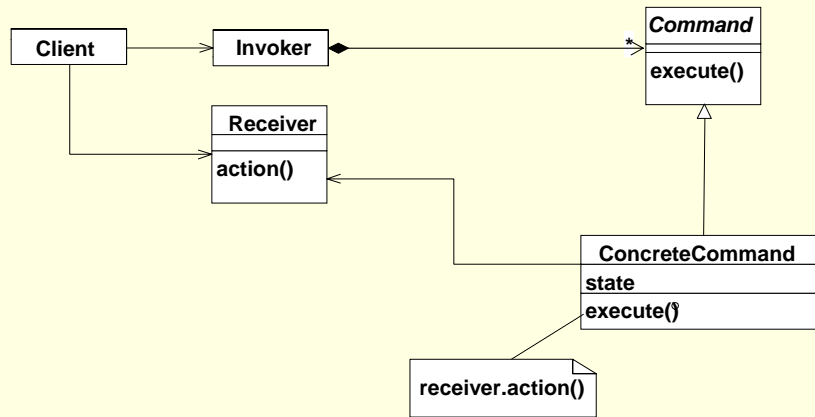 Client
Invoker
*
Command
execute()
Receiver
action()
ConcreteCommand
state
execute()
receiver.action()